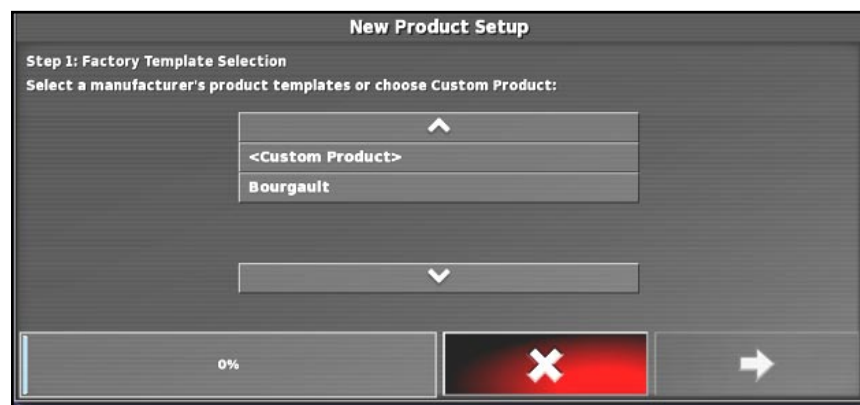 New Product Setup
Step 1: Factory Template Selection
Select a manufacturer's product templates or choose Custom Product:
<Custom Product>
Bourgault
0%